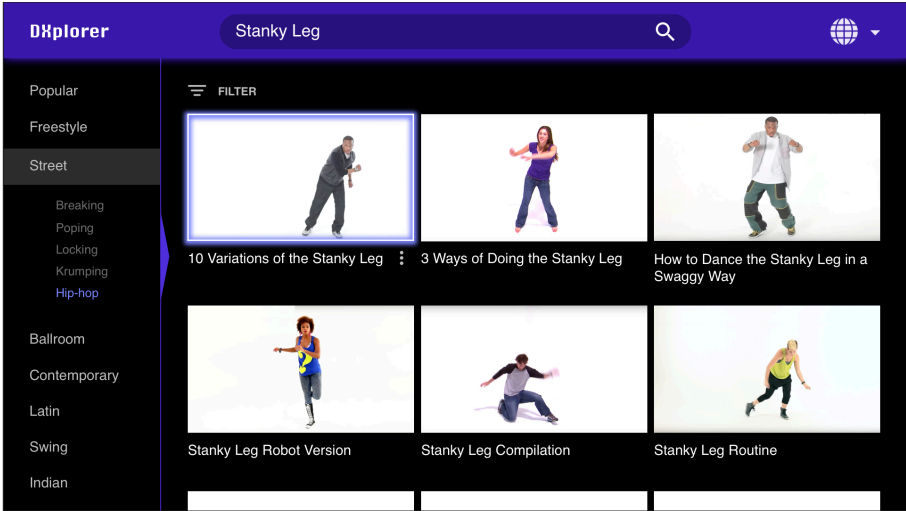 DXplorer
Stanky Leg
Popular
Freestyle
Street
Breaking
Poping
Locking
Krumping
Hip-hop
Ballroom
Contemporary
Latin
Swing
Indian
FILTER
10 Variations of the Stanky Leg
3 Ways of Doing the Stanky Leg
How to Dance the Stanky Leg in a
Swaggy Way
Stanky Leg Robot Version
Stanky Leg Compilation
Stanky Leg Routine